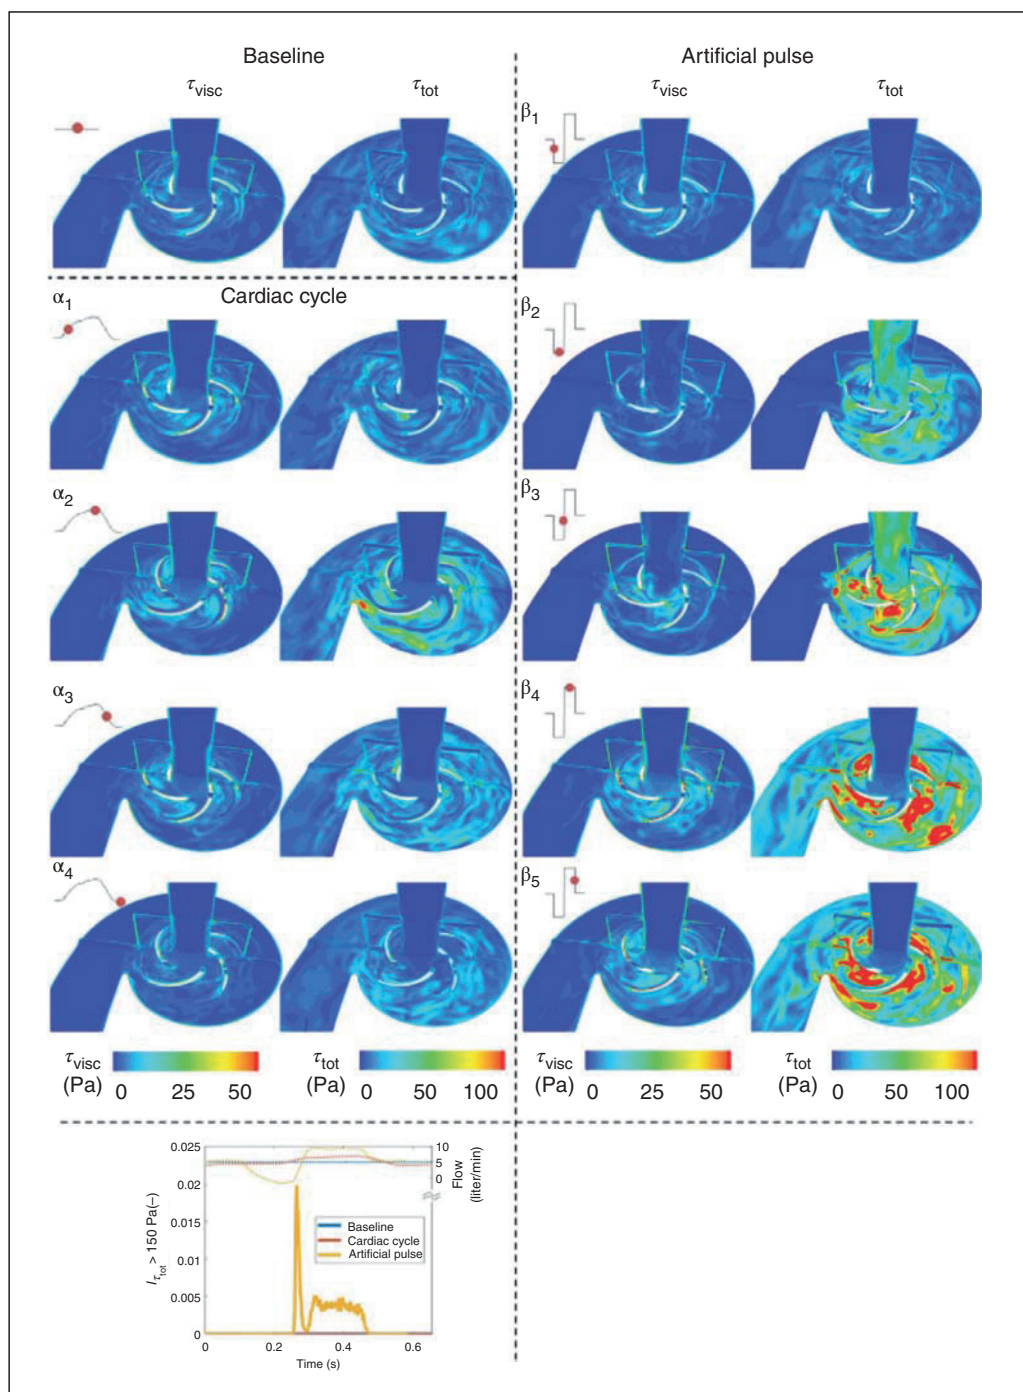 Baseline
Artificial pulse
τvisc
τtot
τvisc
τtot
β1
α1
Cardiac cycle
β2
α2
β3
α3
β4
α4
β5
τvisc (Pa) 0 25 50
τtot (Pa) 0 50 100
τvisc (Pa) 0 25 50
τtot (Pa) 0 50 100
0.025
0.02
0.015
0.01
0.005
0
Iτtot > 150 Pa(–)
10
5
0
Flow (liter/min)
Baseline
Cardiac cycle
Artificial pulse
0 0.2 0.4 0.6
Time (s)